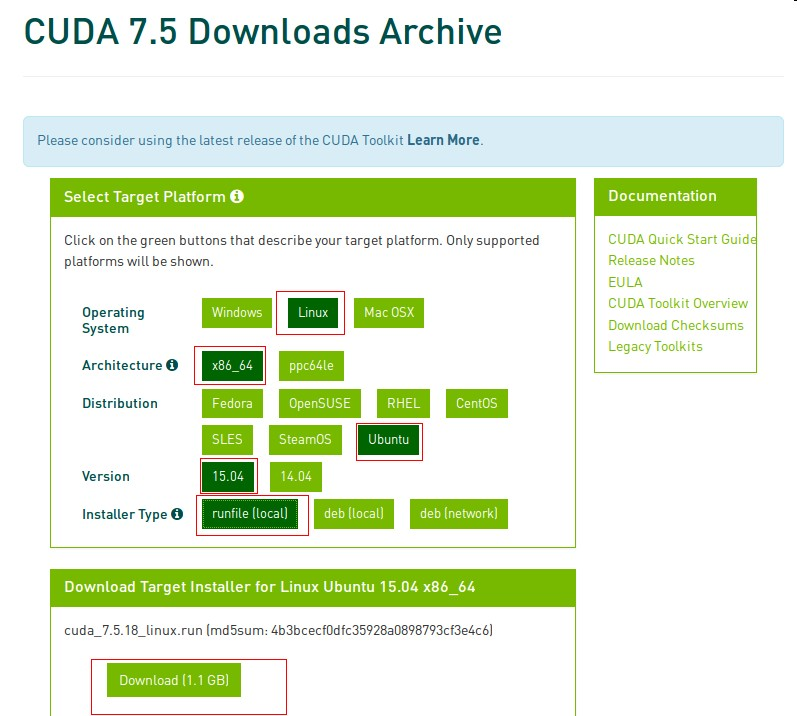 CUDA 7.5 Downloads Archive
Please consider using the latest release of the CUDA Toolkit Learn More.
Select Target Platform
Click on the green buttons that describe your target platform. Only supported
platforms will be shown.
Operating
System
Windows
Linux
Mac OSX
Architecture
x86_64
ppc64le
Distribution
Fedora
OpenSUSE
RHEL
CentOS
SLES
SteamOS
Ubuntu
Version
15.04
14.04
Installer Type
runfile (local)
deb (local)
deb (network)
Documentation
CUDA Quick Start Guide
Release Notes
EULA
CUDA Toolkit Overview
Download Checksums
Legacy Toolkits
Download Target Installer for Linux Ubuntu 15.04 x86_64
cuda_7.5.18_linux.run (md5sum: 4b3bcecf0dfc35928a0898793cf3e4c6)
Download (1.1 GB)